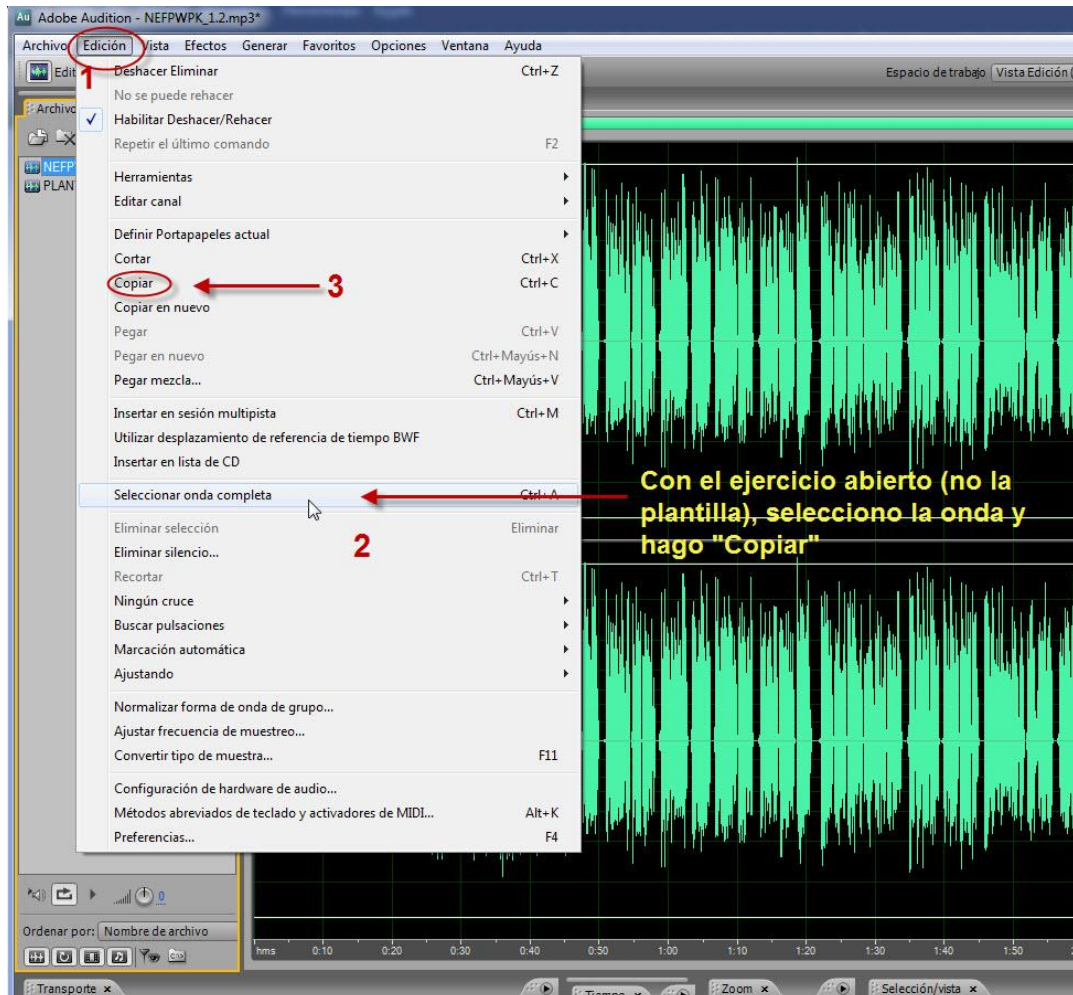 Au Adobe Audition - NEFPWPK_1.2.mp3*
Archivo Edición Vista Efectos Generar Favoritos Opciones Ventana Ayuda
Edit
Espacio de trabajo Vista Edición (
1
Archivo
NEFP
PLAN
Deshacer Eliminar Ctrl+Z
No se puede rehacer
Habilitar Deshacer/Rehacer
Repetir el último comando F2
Herramientas
Editar canal
Definir Portapapeles actual
Cortar Ctrl+X
Copiar Ctrl+C
3
Copiar en nuevo
Pegar Ctrl+V
Pegar en nuevo Ctrl+Mayús+N
Pegar mezcla... Ctrl+Mayús+V
Insertar en sesión multipista Ctrl+M
Utilizar desplazamiento de referencia de tiempo BWF
Insertar en lista de CD
Seleccionar onda completa Ctrl+A
Con el ejercicio abierto (no la
plantilla), selecciono la onda y
hago "Copiar"
2
Eliminar selección Eliminar
Eliminar silencio...
Recortar Ctrl+T
Ningún cruce
Buscar pulsaciones
Marcación automática
Ajustando
Normalizar forma de onda de grupo...
Ajustar frecuencia de muestreo...
Convertir tipo de muestra... F11
Configuración de hardware de audio...
Métodos abreviados de teclado y activadores de MIDI... Alt+K
Preferencias... F4
0
Ordenar por: Nombre de archivo
hms 0:10 0:20 0:30 0:40 0:50 1:00 1:10 1:20 1:30 1:40 1:50
Transporte x Tiempo x Zoom x Selección/vista x